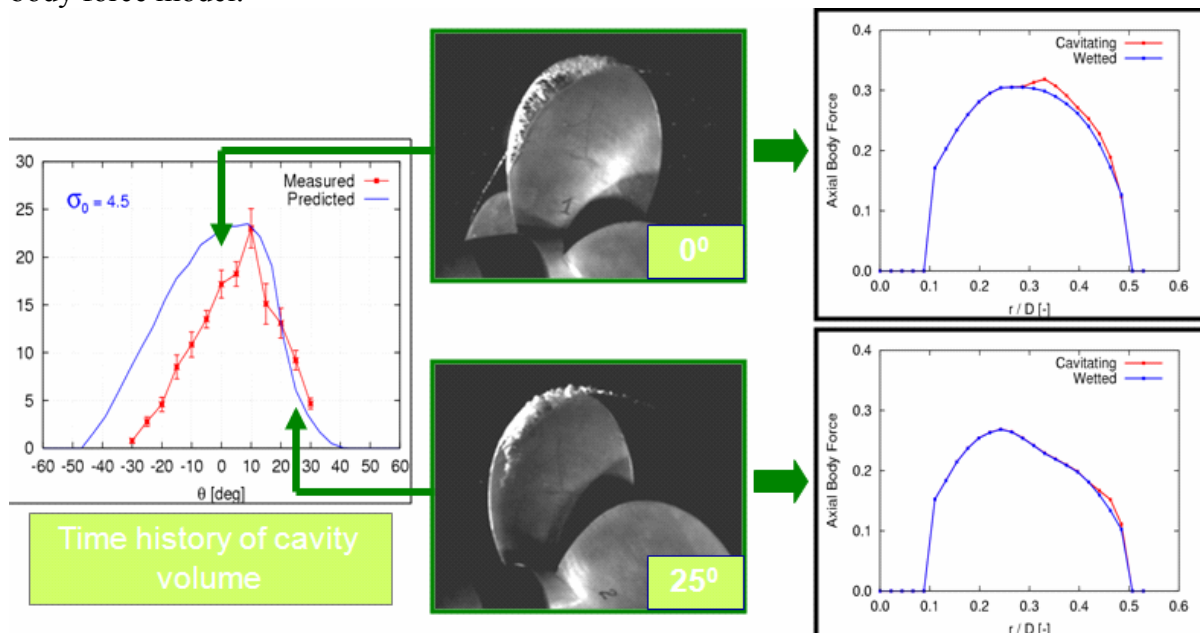 body force model.
30
25
20
15
10
5
0
-60 -50 -40 -30 -20 -10 0 10 20 30 40 50 60
θ [deg]
σ₀ = 4.5
Measured
Predicted
Time history of cavity
volume
1
0⁰
2
25⁰
0.4
0.3
0.2
0.1
0.0
Axial Body Force
Cavitating
Wetted
0.0 0.1 0.2 0.3 0.4 0.5 0.6
r / D [-]
0.4
0.3
0.2
0.1
0.0
Axial Body Force
Cavitating
Wetted
0.0 0.1 0.2 0.3 0.4 0.5 0.6
r / D [-]